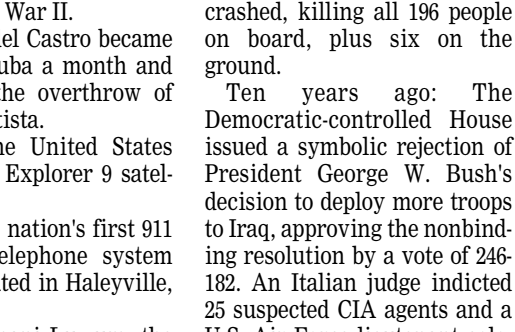 War II.
el Castro became
uba a month and
the overthrow of
tista.
he United States
Explorer 9 satel-
nation's first 911
elephone system
ted in Haleyville,
crashed, killing all 196 people
on board, plus six on the
ground.
Ten years ago: The
Democratic-controlled House
issued a symbolic rejection of
President George W. Bush's
decision to deploy more troops
to Iraq, approving the nonbind-
ing resolution by a vote of 246-
182. An Italian judge indicted
25 suspected CIA agents and a